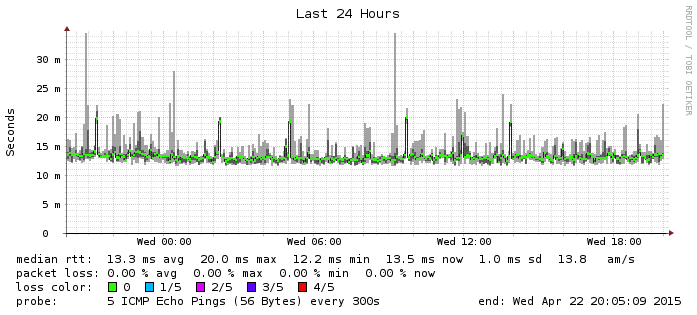 Last 24 Hours
RRDTOOL / TOBI OETIKER
Seconds
30 m
25 m
20 m
15 m
10 m
5 m
0
Wed 00:00 Wed 06:00 Wed 12:00 Wed 18:00
median rtt: 13.3 ms avg 20.0 ms max 12.2 ms min 13.5 ms now 1.0 ms sd 13.8 am/s
packet loss: 0.00 % avg 0.00 % max 0.00 % min 0.00 % now
loss color: 0 1/5 2/5 3/5 4/5
probe: 5 ICMP Echo Pings (56 Bytes) every 300s end: Wed Apr 22 20:05:09 2015